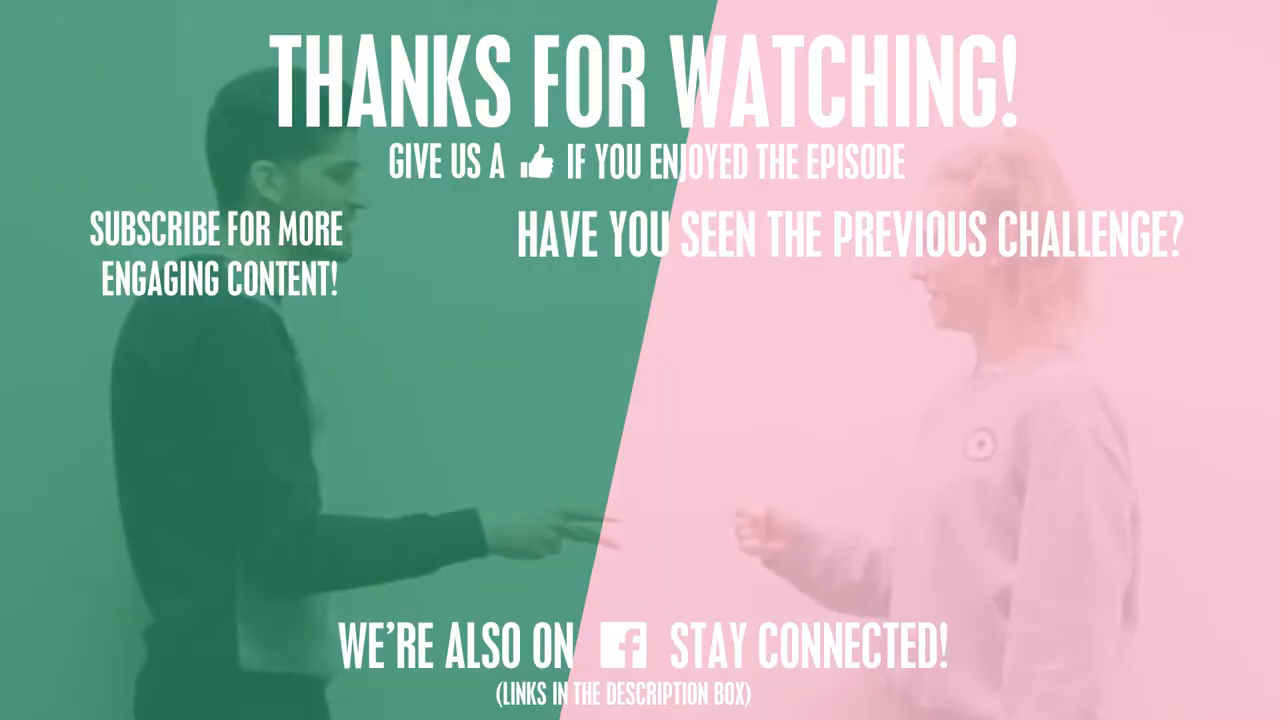 THANKS FOR WATCHING!
GIVE US A IF YOU ENJOYED THE EPISODE
SUBSCRIBE FOR MORE
ENGAGING CONTENT!
HAVE YOU SEEN THE PREVIOUS CHALLENGE?
WE'RE ALSO ON f STAY CONNECTED!
(LINKS IN THE DESCRIPTION BOX)